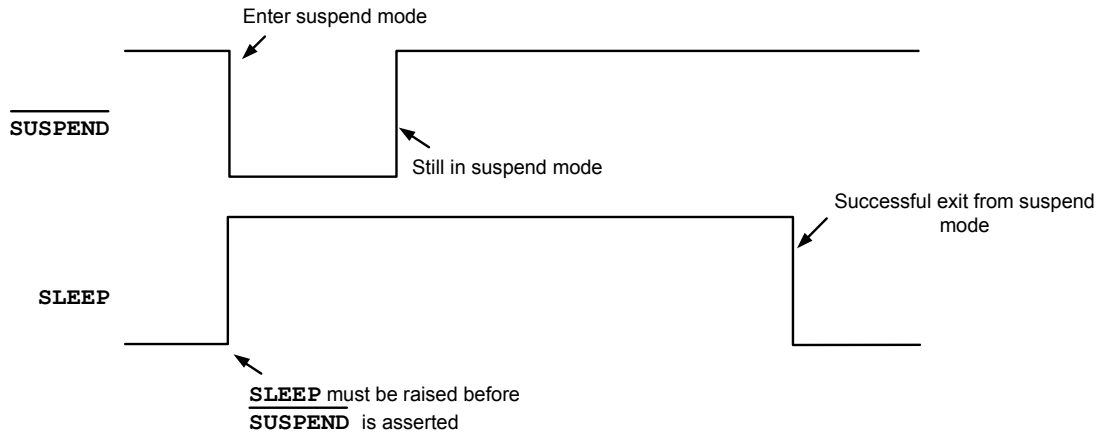 Enter suspend mode
SUSPEND
Still in suspend mode
Successful exit from suspend
mode
SLEEP
SLEEP must be raised before
SUSPEND is asserted